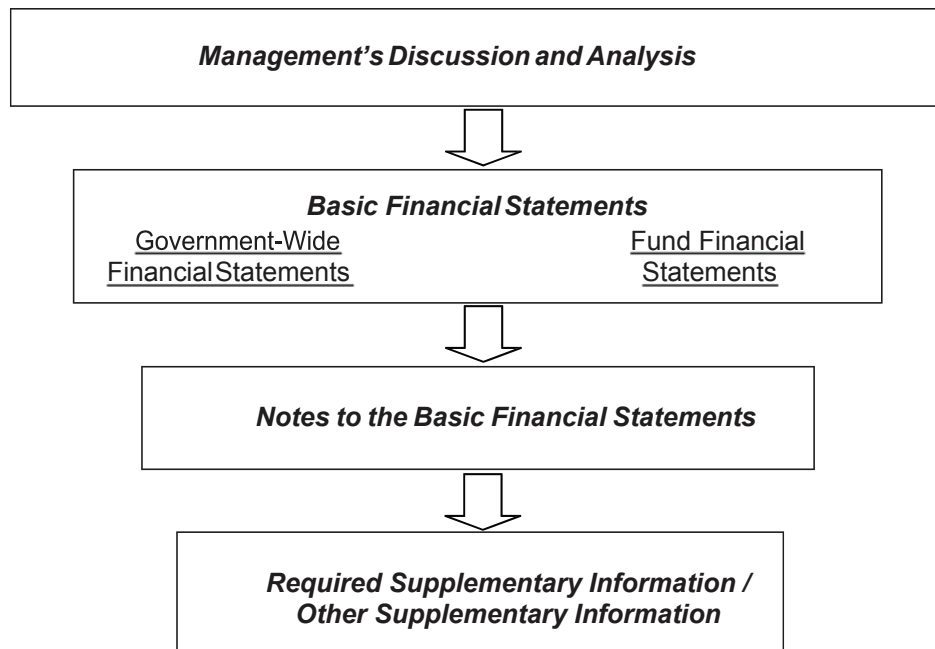 Management's Discussion and Analysis
Basic Financial Statements
Government-Wide
Financial Statements
Fund Financial
Statements
Notes to the Basic Financial Statements
Required Supplementary Information /
Other Supplementary Information